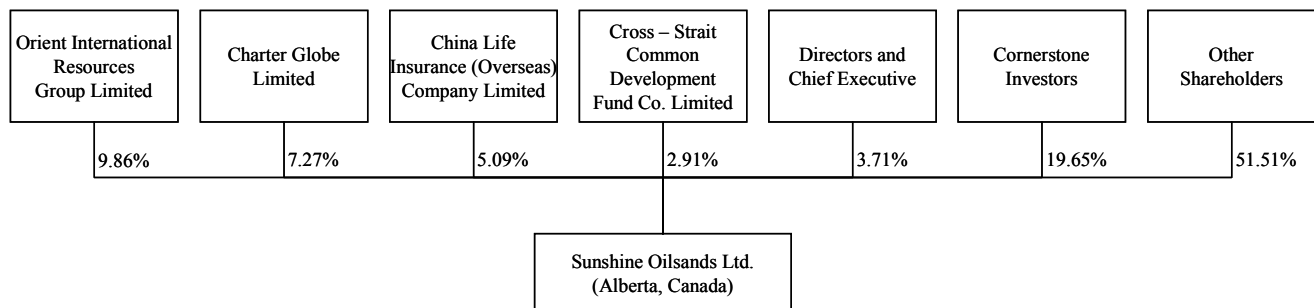 Orient International
Resources
Group Limited
Charter Globe
Limited
China Life
Insurance (Overseas)
Company Limited
Cross – Strait
Common
Development
Fund Co. Limited
Directors and
Chief Executive
Cornerstone
Investors
Other
Shareholders
9.86%
7.27%
5.09%
2.91%
3.71%
19.65%
51.51%
Sunshine Oilsands Ltd.
(Alberta, Canada)